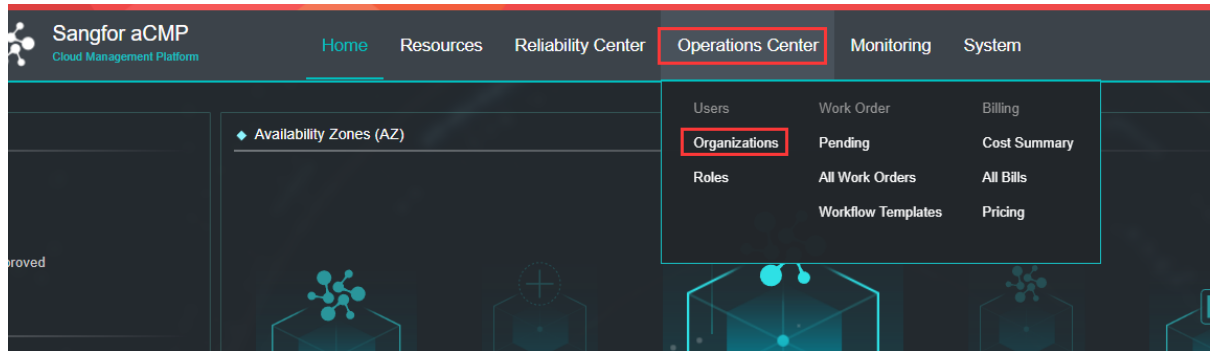 Sangfor aCMP
Cloud Management Platform
Home Resources Reliability Center Operations Center Monitoring System
Users Work Order Billing
Organizations Pending Cost Summary
Roles All Work Orders All Bills
Workflow Templates Pricing
Availability Zones (AZ)